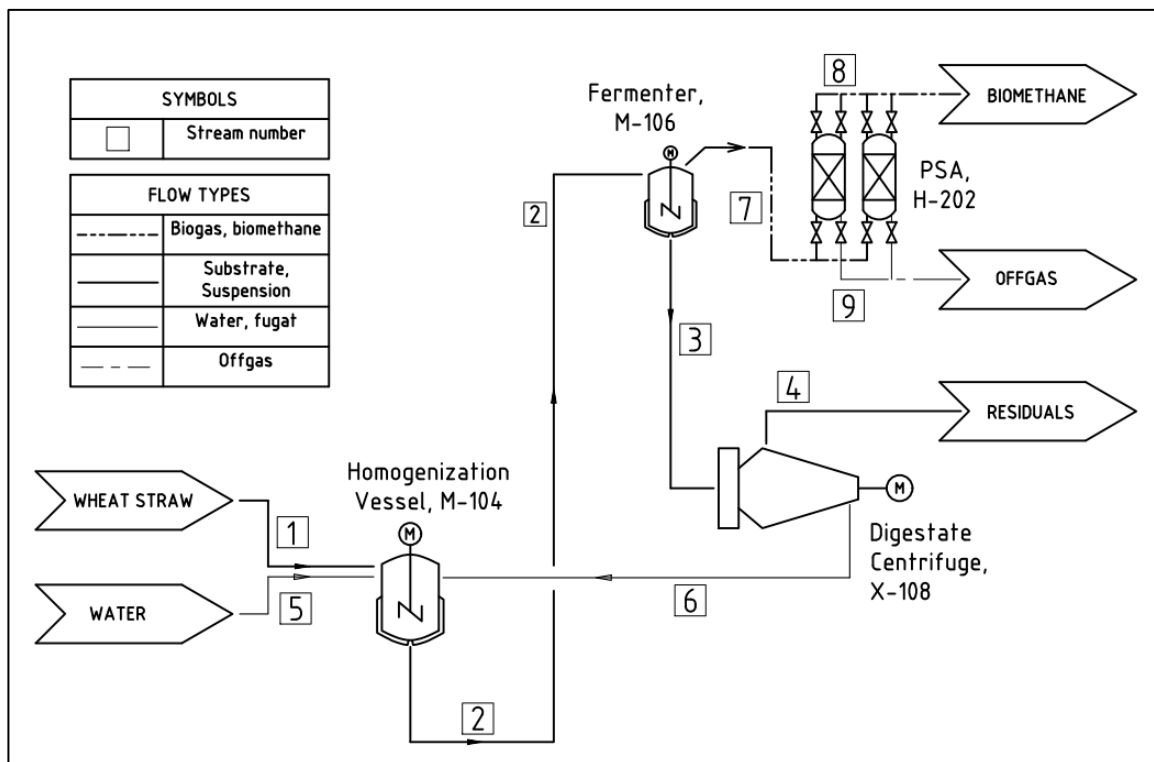 SYMBOLS
Stream number
FLOW TYPES
Biogas, biomethane
Substrate,
Suspension
Water, fugat
Offgas
Fermenter,
M-106
M
2
7
8
BIOMETHANE
PSA,
H-202
9
OFFGAS
3
4
RESIDUALS
M
Digestate
Centrifuge,
X-108
WHEAT STRAW
1
Homogenization
Vessel, M-104
M
WATER
5
6
2